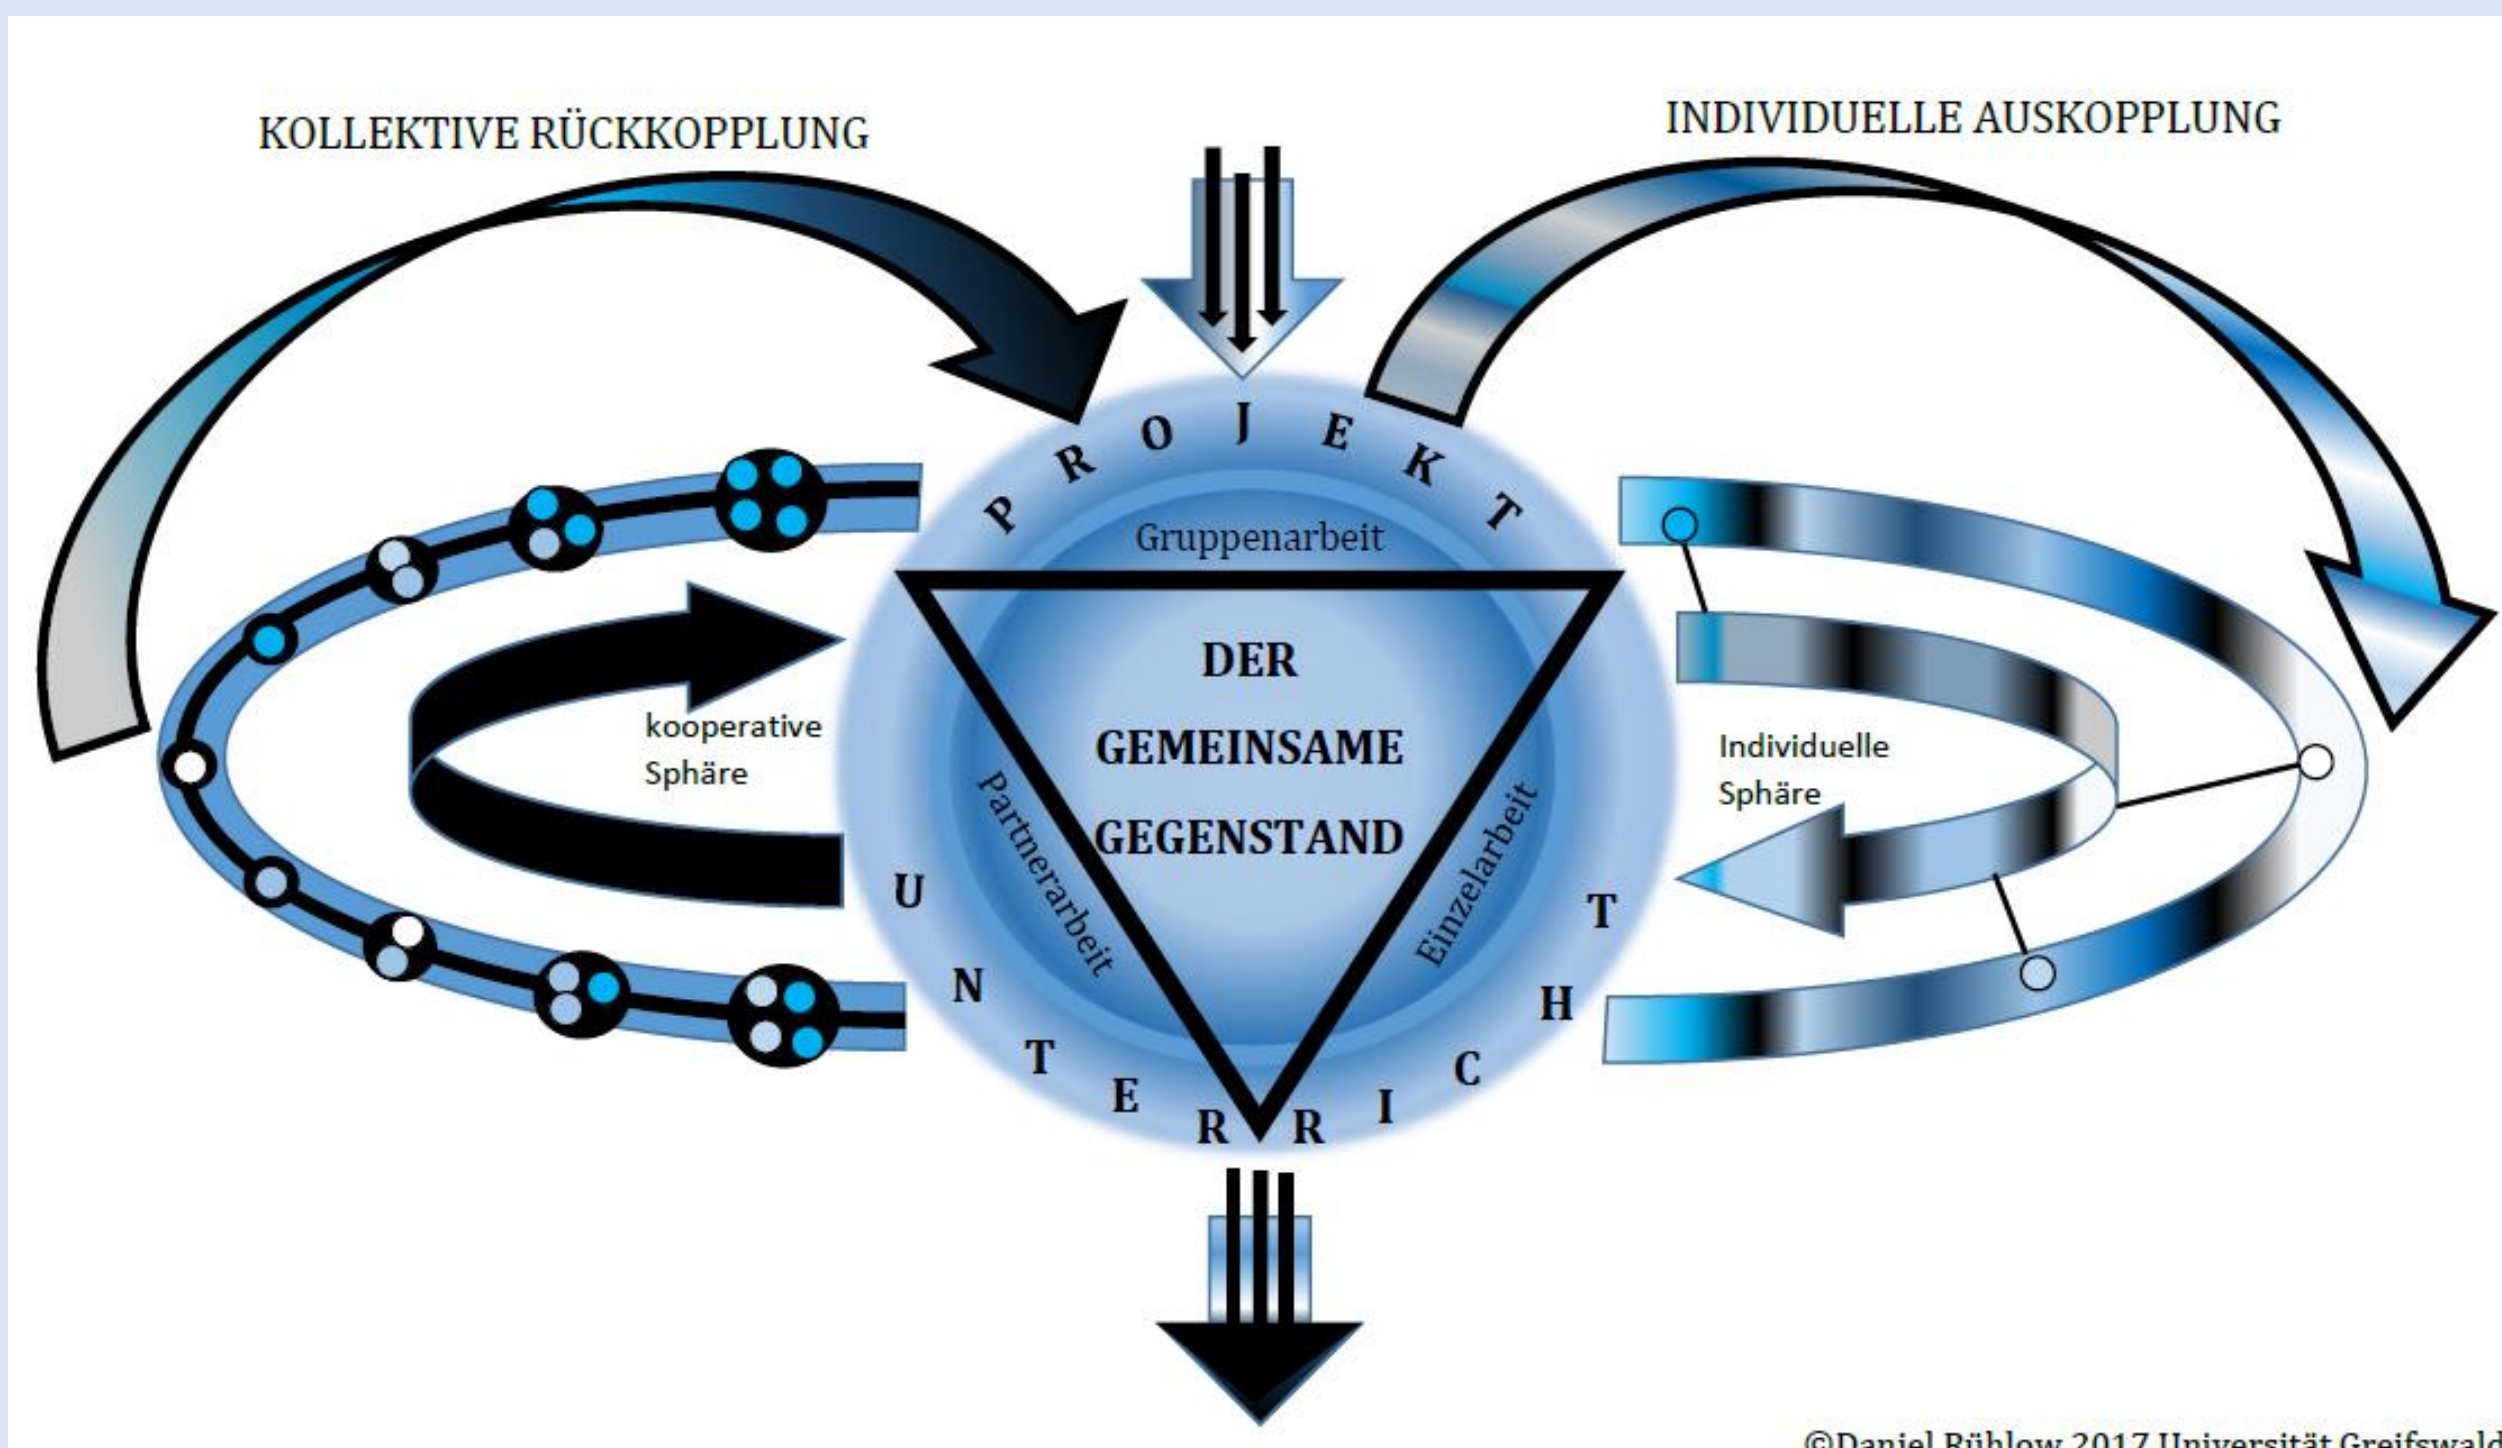 KOLLEKTIVE RÜCKKOPPLUNG
INDIVIDUELLE AUSKOPPLUNG
PROJEKT
Gruppenarbeit
DER
GEMEINSAME
GEGENSTAND
kooperative
Sphäre
Individuelle
Sphäre
Partnerarbeit
Einzelarbeit
UNTERRICHT
©Daniel Rühlow 2017 Universität Greifswald